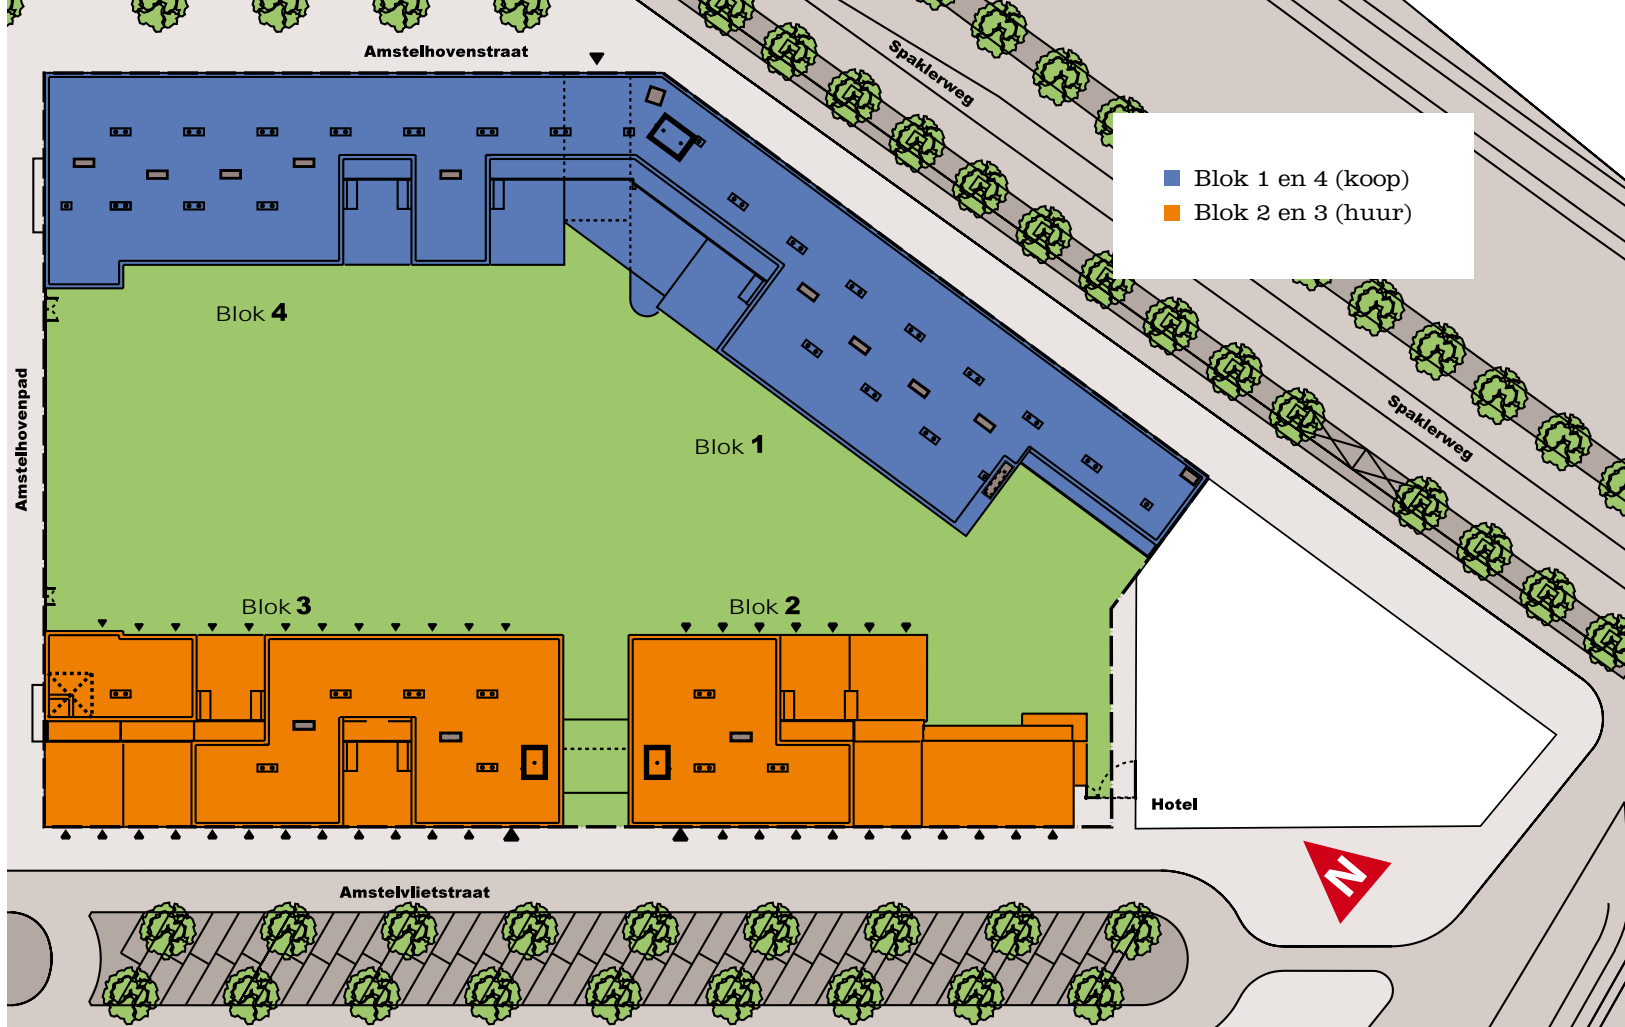 Amstelhovenstraat
Spaklerweg
Blok 1 en 4 (koop)
Blok 2 en 3 (huur)
Blok 4
Amstelhovenpad
Blok 1
Spaklerweg
Blok 3
Blok 2
Hotel
N
Amstelvlietstraat